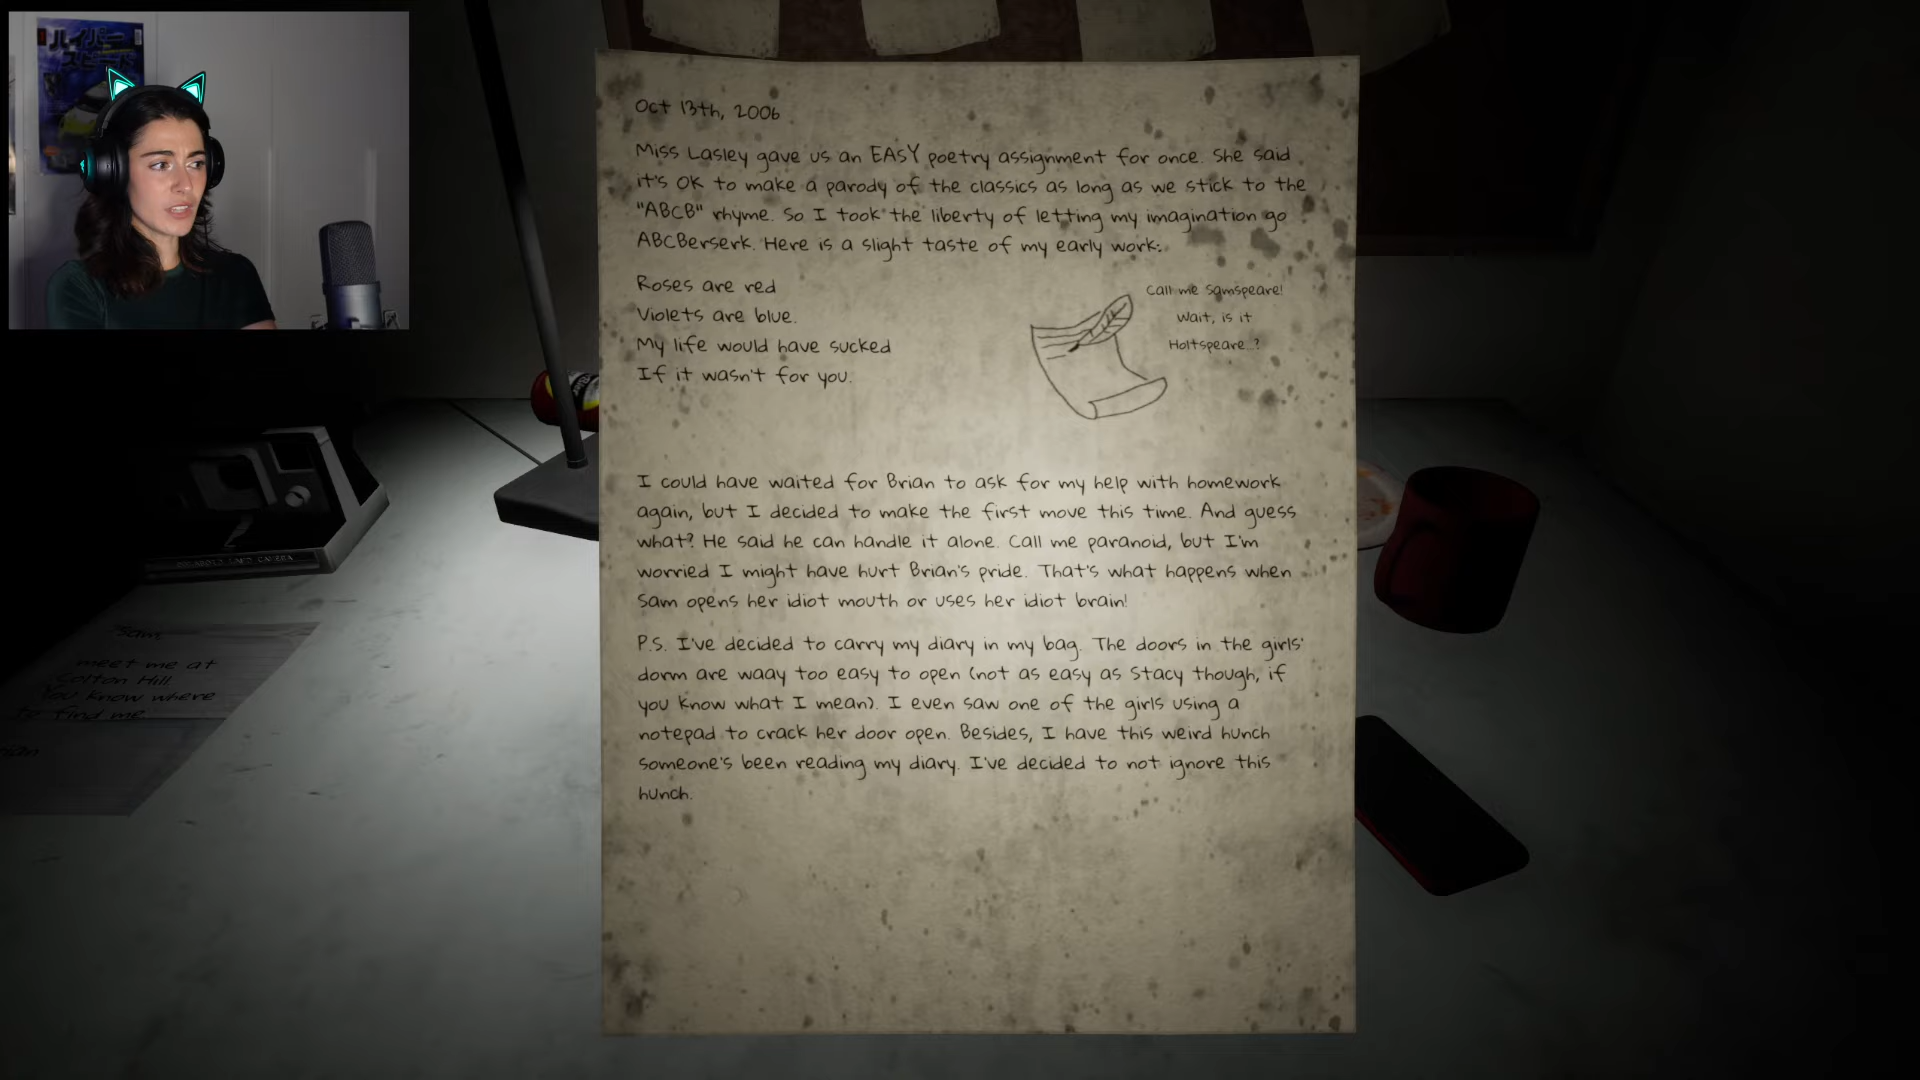 ハイパー
スピード
Oct 13th, 2006
Miss Lasley gave us an EASY poetry assignment for once. She said
it's OK to make a parody of the classics as long as we stick to the
"ABCB" rhyme. So I took the liberty of letting my imagination go
ABCBerserk. Here is a slight taste of my early work:
Roses are red
Violets are blue.
My life would have sucked
If it wasn't for you.
Call me Samspeare!
Wait, is it
Holtspeare..?
I could have waited for Brian to ask for my help with homework
again, but I decided to make the first move this time. And guess
what? He said he can handle it alone. Call me paranoid, but I'm
worried I might have hurt Brian's pride. That's what happens when
Sam opens her idiot mouth or uses her idiot brain!
P.S. I've decided to carry my diary in my bag. The doors in the girls'
dorm are waay too easy to open (not as easy as Stacy though, if
you know what I mean). I even saw one of the girls using a
notepad to crack her door open. Besides, I have this weird hunch
someone's been reading my diary. I've decided to not ignore this
hunch.
Sam
meet me at
Colton Hill.
You know where
to find me
LAND CAMERA